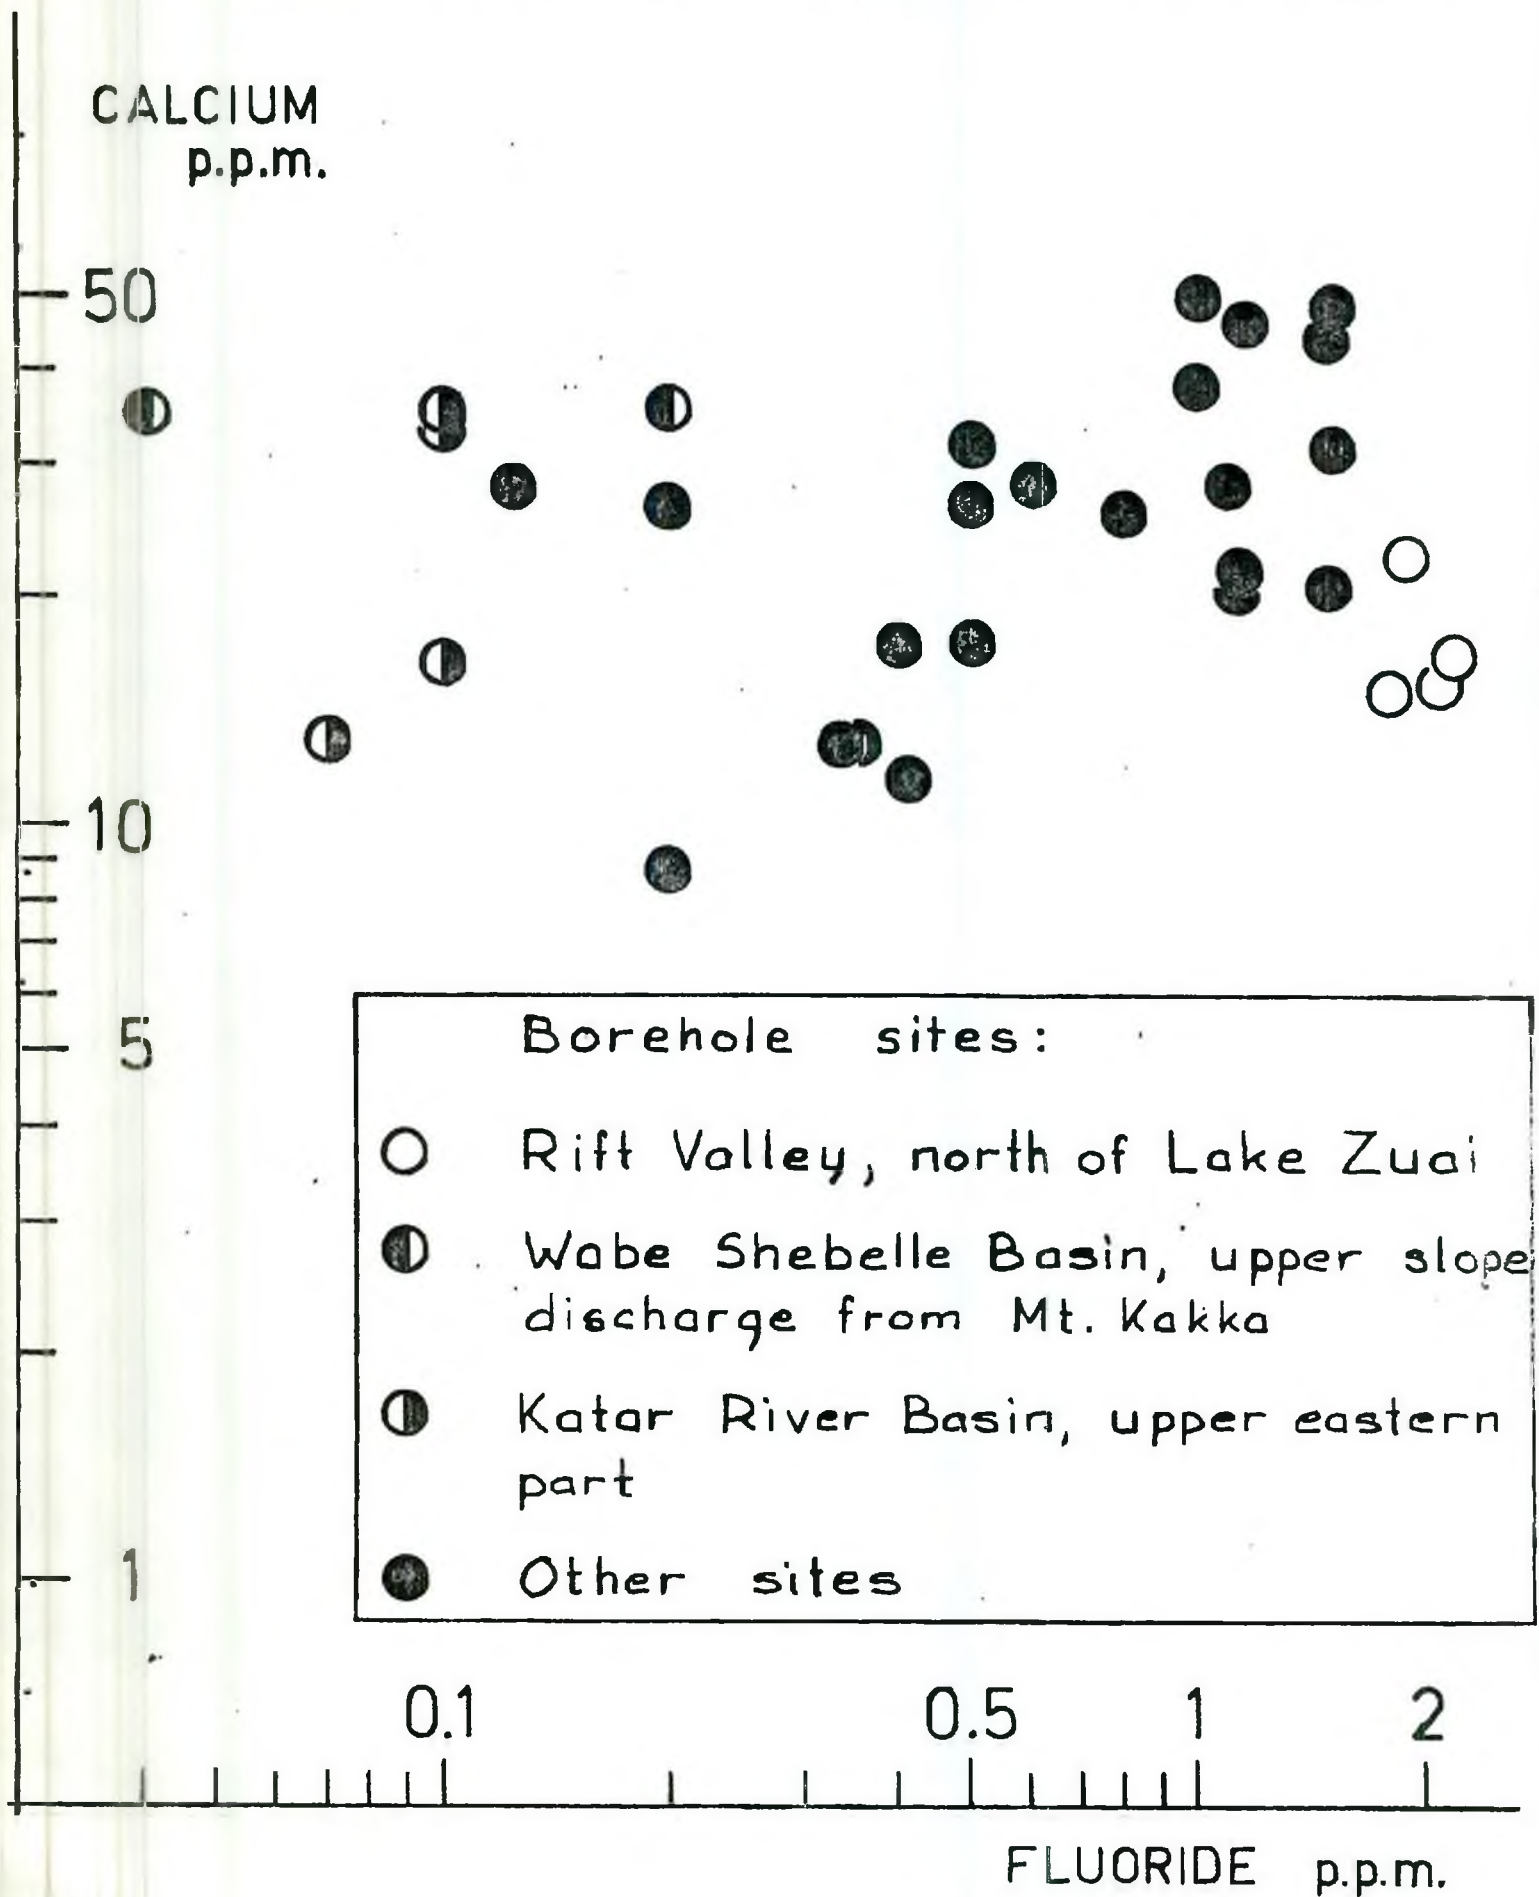 CALCIUM
p.p.m.
50
10
5
1
Borehole sites:
Rift Valley, north of Lake Zuai
Wabe Shebelle Basin, upper slope
discharge from Mt. Kakka
Katar River Basin, upper eastern
part
Other sites
0.1 0.5 1 2
FLUORIDE p.p.m.